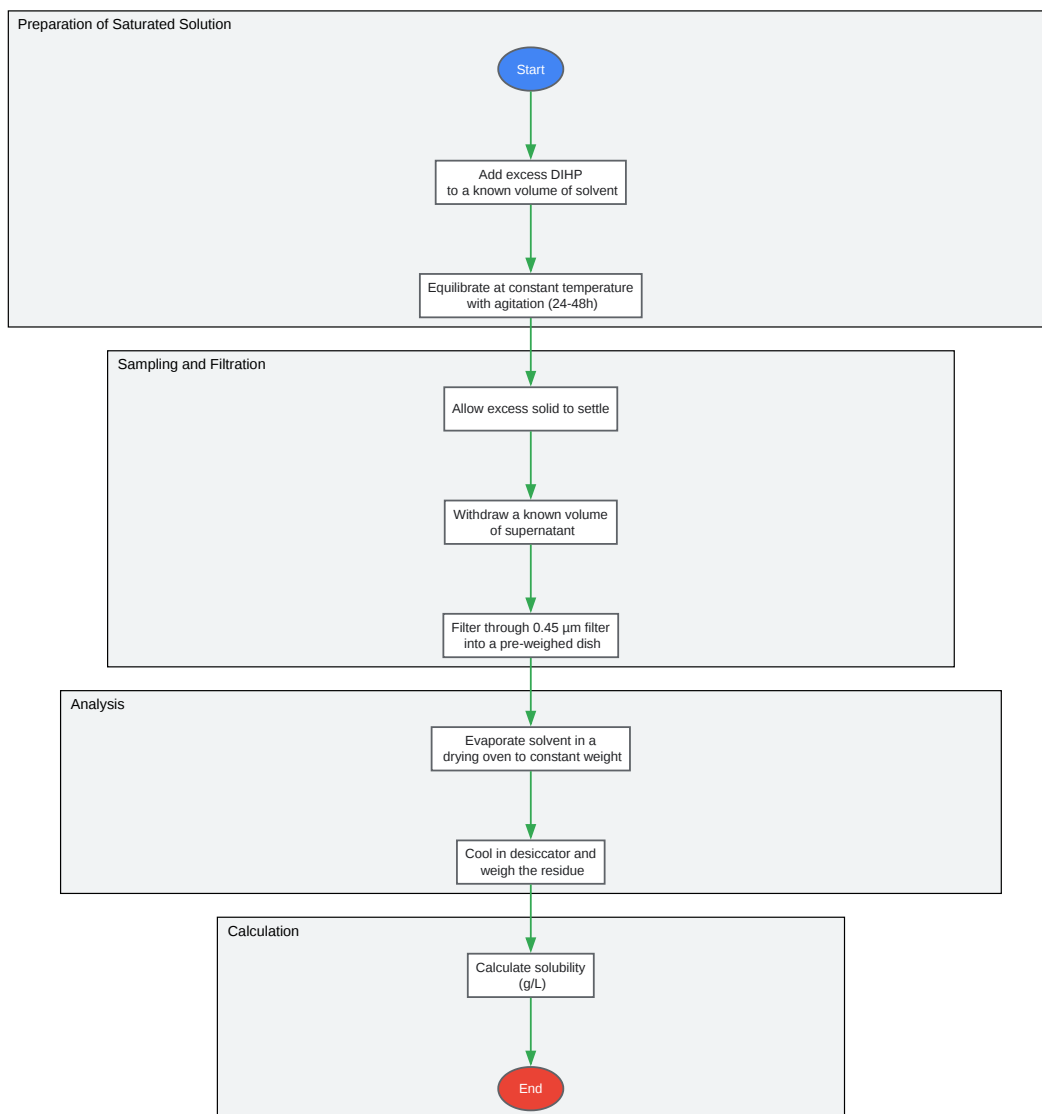 Preparation of Saturated Solution
Start
Add excess DIHP
to a known volume of solvent
Equilibrate at constant temperature
with agitation (24-48h)
Sampling and Filtration
Allow excess solid to settle
Withdraw a known volume
of supernatant
Filter through 0.45 µm filter
into a pre-weighed dish
Analysis
Evaporate solvent in a
drying oven to constant weight
Cool in desiccator and
weigh the residue
Calculation
Calculate solubility
(g/L)
End